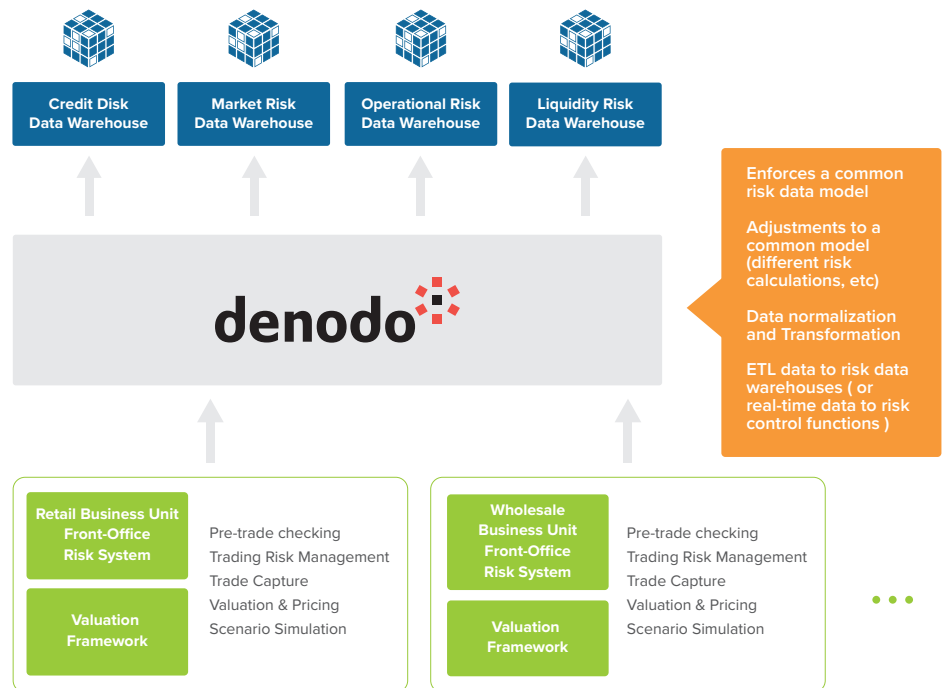 Credit Disk
Data Warehouse
Market Risk
Data Warehouse
Operational Risk
Data Warehouse
Liquidity Risk
Data Warehouse
denodo
Enforces a common
risk data model
Adjustments to a
common model
(different risk
calculations, etc)
Data normalization
and Transformation
ETL data to risk data
warehouses ( or
real-time data to risk
control functions )
Retail Business Unit
Front-Office
Risk System
Valuation
Framework
Pre-trade checking
Trading Risk Management
Trade Capture
Valuation & Pricing
Scenario Simulation
Wholesale
Business Unit
Front-Office
Risk System
Valuation
Framework
Pre-trade checking
Trading Risk Management
Trade Capture
Valuation & Pricing
Scenario Simulation